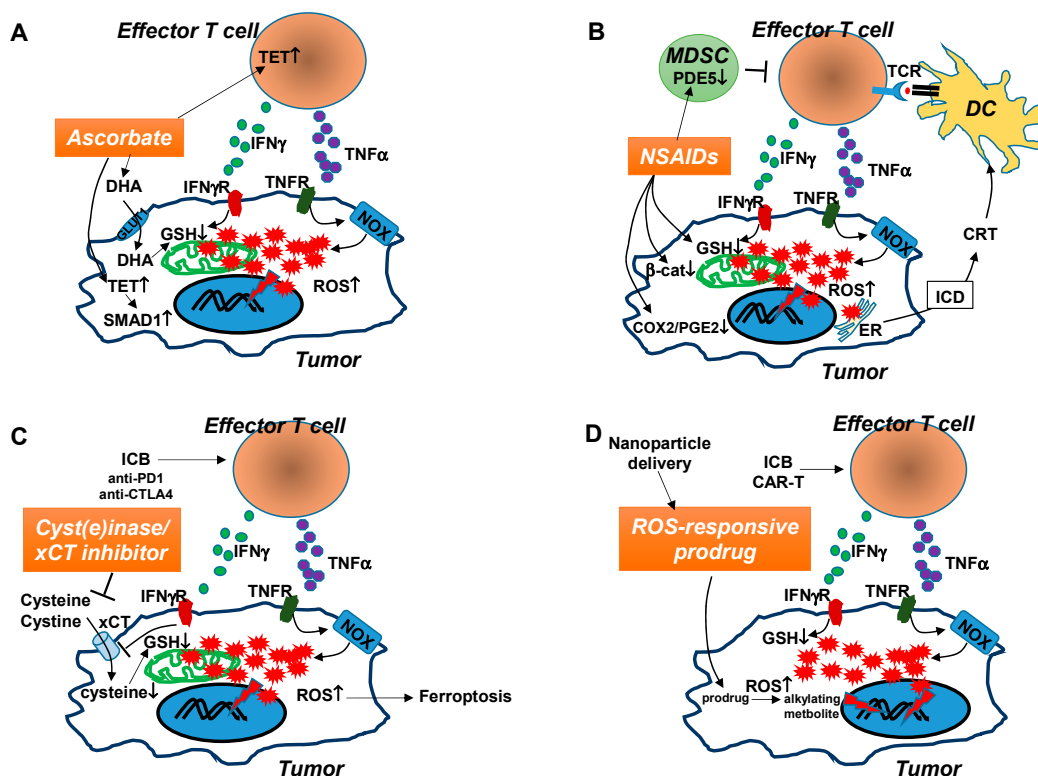 A
Effector T cell
TET↑
Ascorbate
IFNγ
TNFα
DHA
IFNγR
TNFR
GLUT1
NOX
GSH↓
DHA
TET↑
ROS↑
SMAD1↑
Tumor
B
Effector T cell
MDSC
PDE5↓
TCR
DC
NSAIDs
IFNγ
TNFα
IFNγR
TNFR
NOX
GSH↓
CRT
β-cat↓
ROS↑
ICD
COX2/PGE2↓
ER
Tumor
C
Effector T cell
ICB
anti-PD1
anti-CTLA4
Cyst(e)inase/
xCT inhibitor
IFNγ
TNFα
Cysteine
Cystine
xCT
IFNγR
TNFR
NOX
GSH↓
cysteine↓
ROS↑
Ferroptosis
Tumor
D
Effector T cell
Nanoparticle
delivery
ICB
CAR-T
ROS-responsive
prodrug
IFNγ
TNFα
IFNγR
TNFR
NOX
GSH↓
ROS↑
prodrug
alkylating
metbolite
Tumor